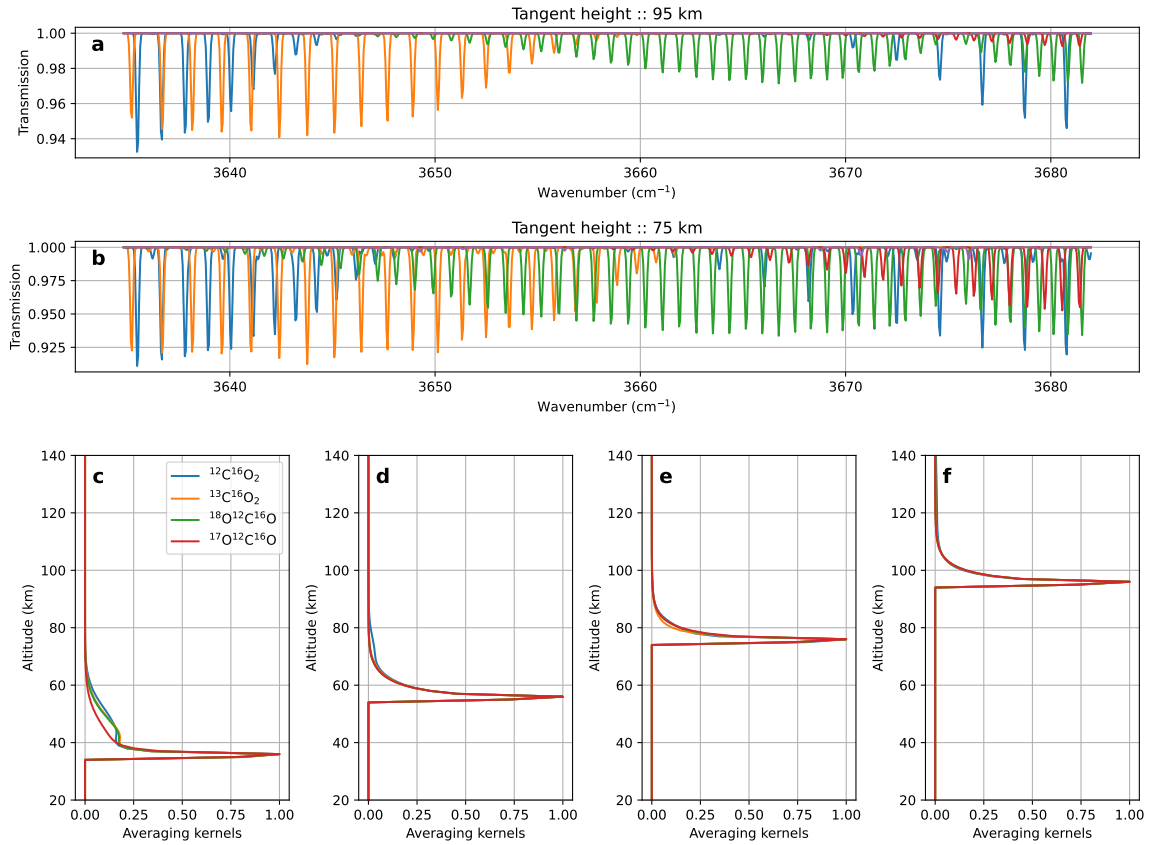 Tangent height :: 95 km
a
1.00
0.98
0.96
0.94
Transmission
3640 3650 3660 3670 3680
Wavenumber (cm⁻¹)
Tangent height :: 75 km
b
1.000
0.975
0.950
0.925
Transmission
3640 3650 3660 3670 3680
Wavenumber (cm⁻¹)
c
¹²C¹⁶O₂
¹³C¹⁶O₂
¹⁸O¹²C¹⁶O
¹⁷O¹²C¹⁶O
140
120
100
80
60
40
20
Altitude (km)
0.00 0.25 0.50 0.75 1.00
Averaging kernels
d
140
120
100
80
60
40
20
Altitude (km)
0.00 0.25 0.50 0.75 1.00
Averaging kernels
e
140
120
100
80
60
40
20
Altitude (km)
0.00 0.25 0.50 0.75 1.00
Averaging kernels
f
140
120
100
80
60
40
20
Altitude (km)
0.00 0.25 0.50 0.75 1.00
Averaging kernels